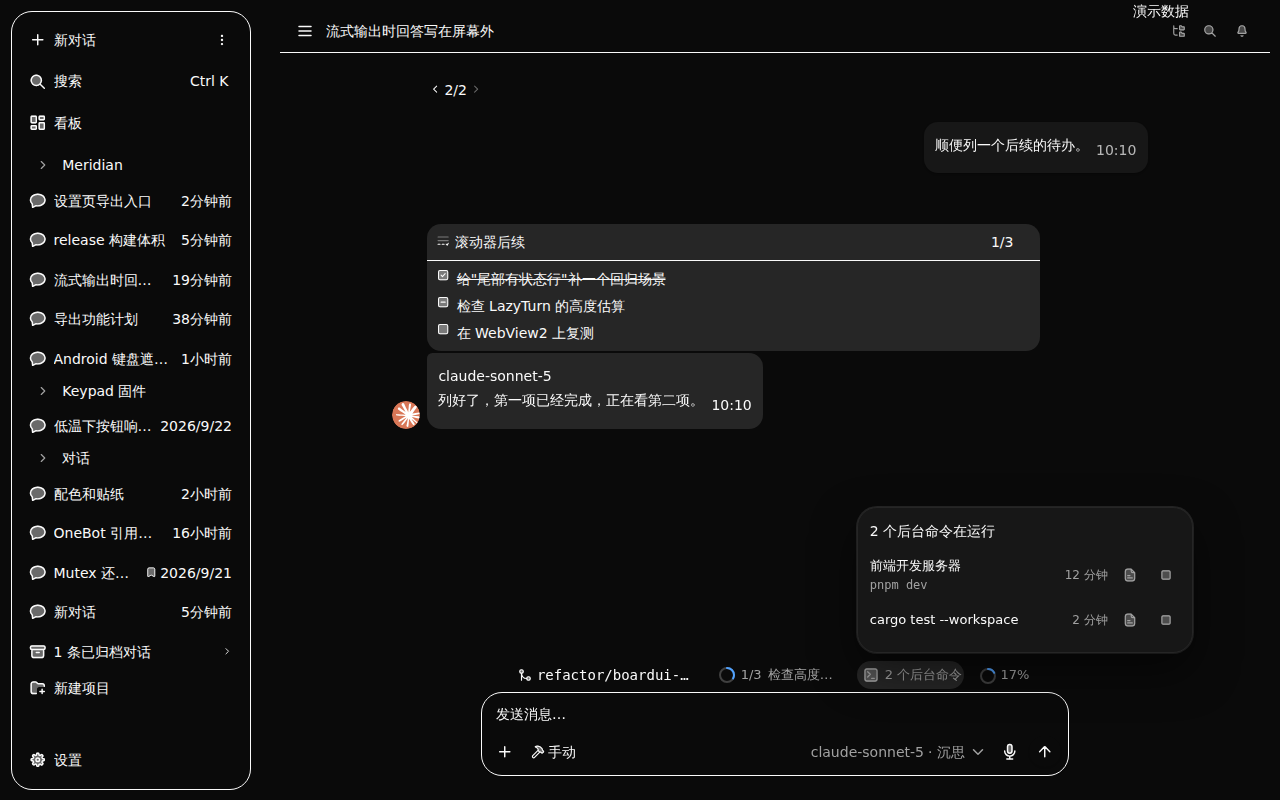 新对话
搜索 Ctrl K
看板
Meridian
设置页导出入口 2分钟前
release 构建体积 5分钟前
流式输出时回… 19分钟前
导出功能计划 38分钟前
Android 键盘遮… 1小时前
Keypad 固件
低温下按钮响… 2026/9/22
对话
配色和贴纸 2小时前
OneBot 引用… 16小时前
Mutex 还… 2026/9/21
新对话 5分钟前
1 条已归档对话
新建项目
设置
演示数据
流式输出时回答写在屏幕外
2/2
顺便列一个后续的待办。 10:10
滚动器后续 1/3
给"尾部有状态行"补一个回归场景
检查 LazyTurn 的高度估算
在 WebView2 上复测
claude-sonnet-5
列好了，第一项已经完成，正在看第二项。 10:10
2 个后台命令在运行
前端开发服务器 12 分钟
pnpm dev
cargo test --workspace 2 分钟
refactor/boardui-… 1/3 检查高度… 2 个后台命令 17%
发送消息…
手动 claude-sonnet-5 · 沉思